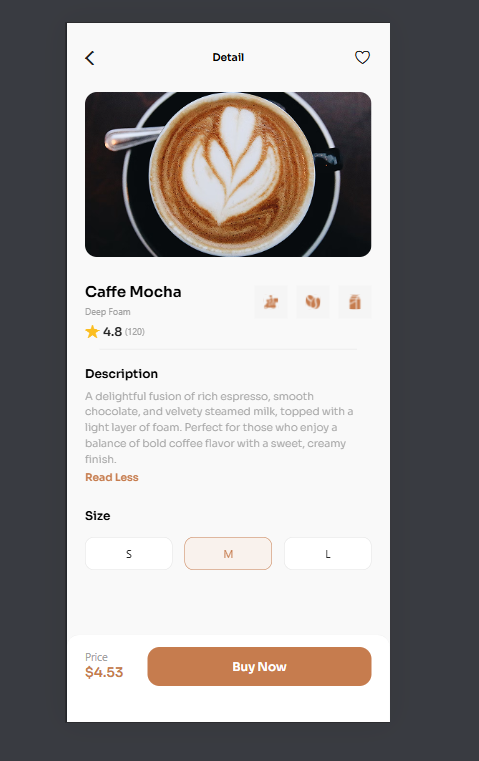 Detail
Caffe Mocha
Deep Foam
4.8 (120)
Description
A delightful fusion of rich espresso, smooth
chocolate, and velvety steamed milk, topped with a
light layer of foam. Perfect for those who enjoy a
balance of bold coffee flavor with a sweet, creamy
finish.
Read Less
Size
S M L
Price
$4.53
Buy Now